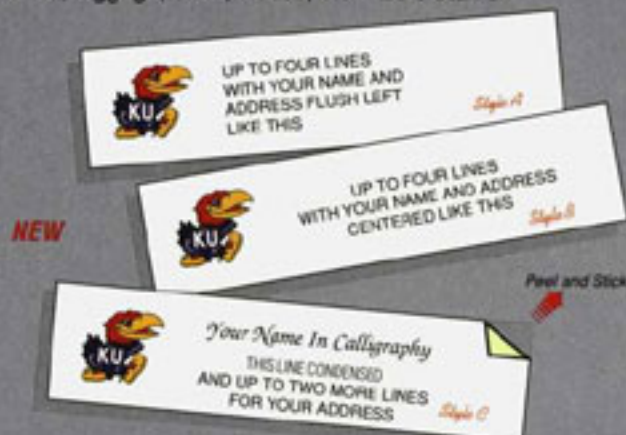 KU
UP TO FOUR LINES
WITH YOUR NAME AND
ADDRESS FLUSH LEFT
LIKE THIS
Style A
KU
UP TO FOUR LINES
WITH YOUR NAME AND ADDRESS
CENTERED LIKE THIS
Style B
NEW
Peel and Stick
KU
Your Name In Calligraphy
THIS LINE CONDENSED
AND UP TO TWO MORE LINES
FOR YOUR ADDRESS
Style C